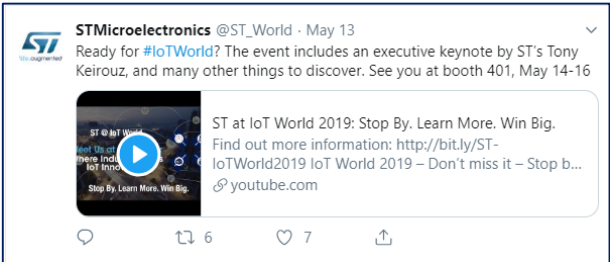 STMicroelectronics @ST_World · May 13
Ready for #IoTWorld? The event includes an executive keynote by ST's Tony
Keirouz, and many other things to discover. See you at booth 401, May 14-16
ST @ IoT World
ST at IoT World 2019: Stop By. Learn More. Win Big.
Find out more information: http://bit.ly/ST-
IoTWorld2019 IoT World 2019 – Don't miss it – Stop b...
Stop By. Learn More. Win Big.
youtube.com
6
7